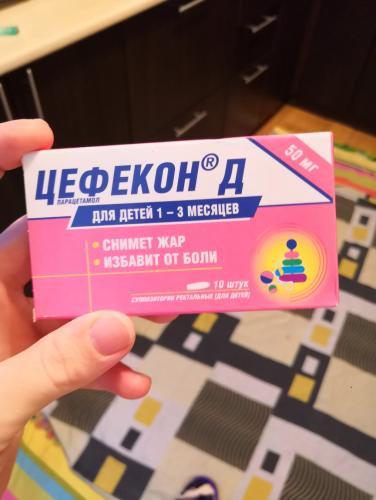 ЦЕФЕКОН® Д
ПАРАЦЕТАМОЛ
50 мг
ДЛЯ ДЕТЕЙ 1 – 3 МЕСЯЦЕВ
• СНИМЕТ ЖАР
• ИЗБАВИТ ОТ БОЛИ
10 штук
СУППОЗИТОРИИ РЕКТАЛЬНЫЕ (ДЛЯ ДЕТЕЙ)